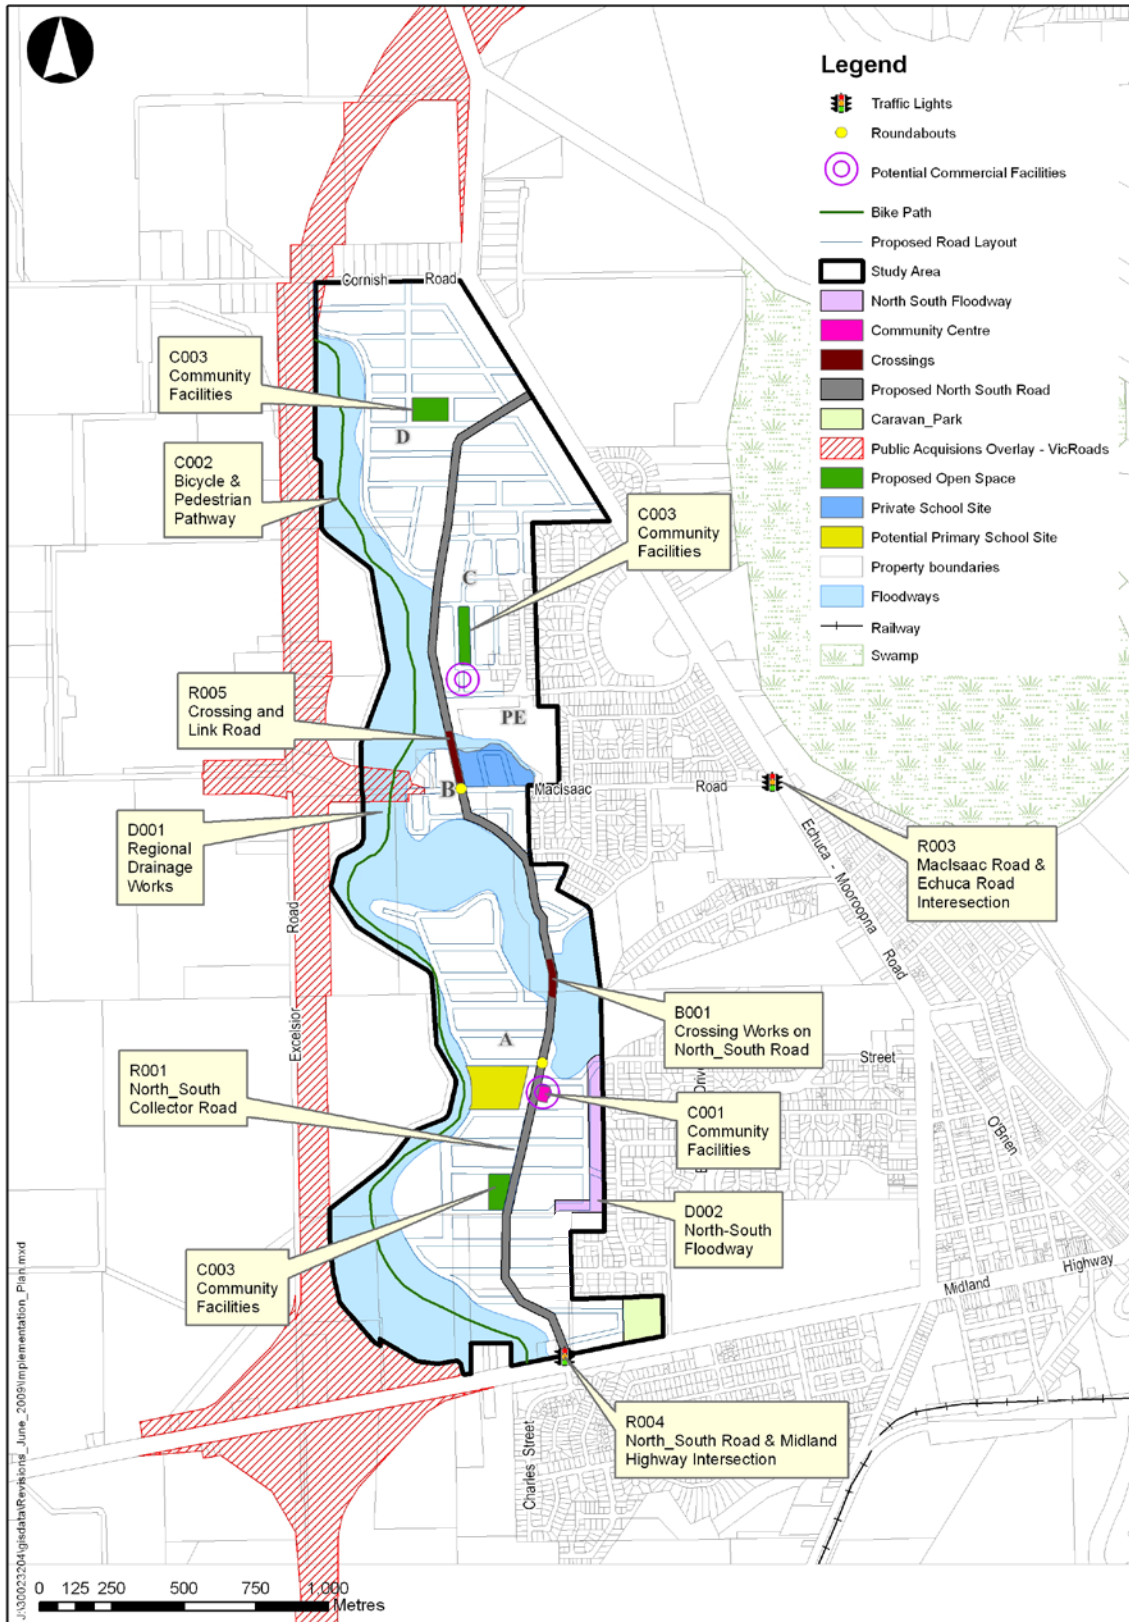 Legend
Traffic Lights
Roundabouts
Potential Commercial Facilities
Bike Path
Proposed Road Layout
Study Area
North South Floodway
Community Centre
Crossings
Proposed North South Road
Caravan_Park
Public Acquisions Overlay - VicRoads
Proposed Open Space
Private School Site
Potential Primary School Site
Property boundaries
Floodways
Railway
Swamp
Cornish Road
C003
Community
Facilities
D
C002
Bicycle &
Pedestrian
Pathway
C003
Community
Facilities
C
R005
Crossing and
Link Road
PE
B
MacIsaac Road
D001
Regional
Drainage
Works
R003
MacIsaac Road &
Echuca Road
Interesection
Echuca - Mooroopna Road
Excelsior Road
B001
Crossing Works on
North_South Road
A
Street
R001
North_South
Collector Road
Drive
C001
Community
Facilities
O'Brien
D002
North-South
Floodway
C003
Community
Facilities
Midland Highway
R004
North_South Road & Midland
Highway Intersection
Charles Street
J:\30023204\gisdata\Revisions_June_2009\Implementation_Plan.mxd
0 125 250 500 750 1,000
Metres